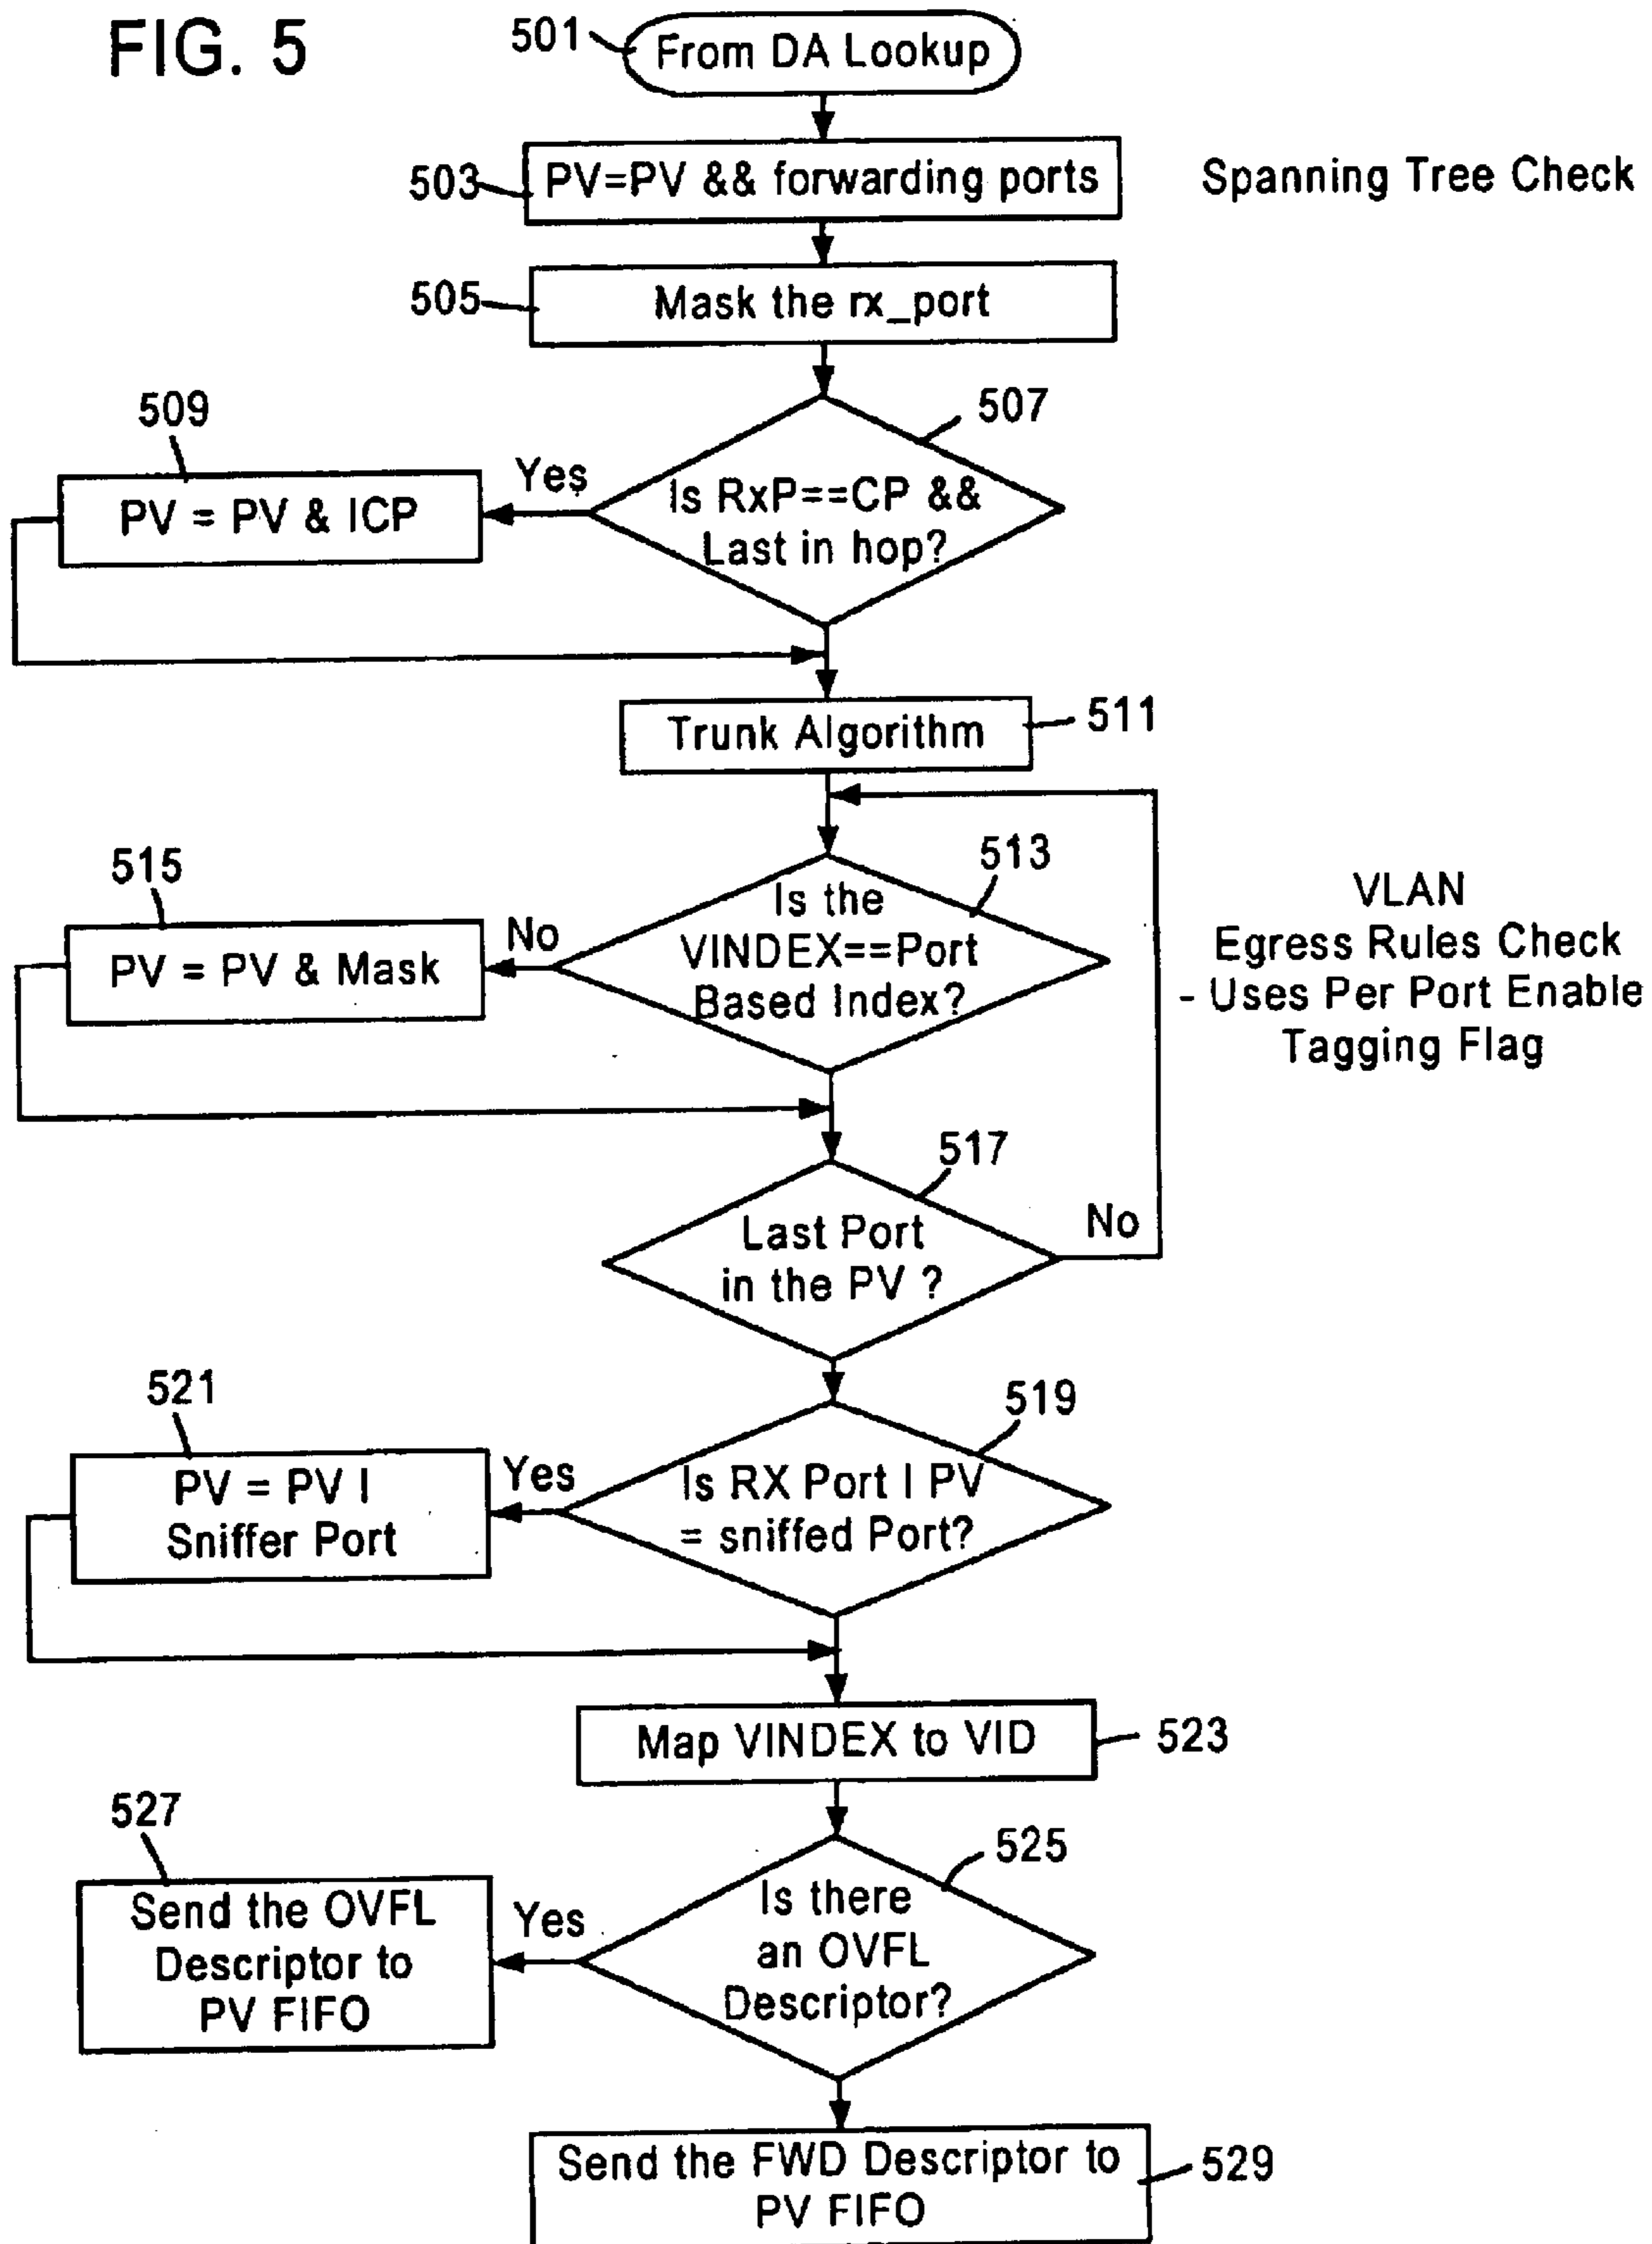 FIG. 5
501
From DA Lookup
503
PV=PV && forwarding ports
Spanning Tree Check
505
Mask the rx_port
509
507
Yes
PV = PV & ICP
Is RxP==CP &&
Last in hop?
Trunk Algorithm
511
515
513
No
PV = PV & Mask
Is the
VINDEX==Port
Based Index?
VLAN
Egress Rules Check
- Uses Per Port Enable
Tagging Flag
517
Last Port
in the PV ?
No
521
519
Yes
PV = PV I
Sniffer Port
Is RX Port I PV
= sniffed Port?
Map VINDEX to VID
523
527
525
Yes
Send the OVFL
Descriptor to
PV FIFO
Is there
an OVFL
Descriptor?
Send the FWD Descriptor to
PV FIFO
529